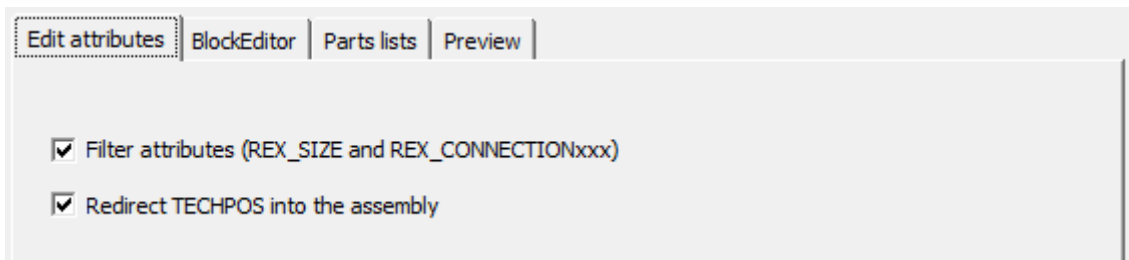 Edit attributes BlockEditor Parts lists Preview
Filter attributes (REX_SIZE and REX_CONNECTIONxxx)
Redirect TECHPOS into the assembly